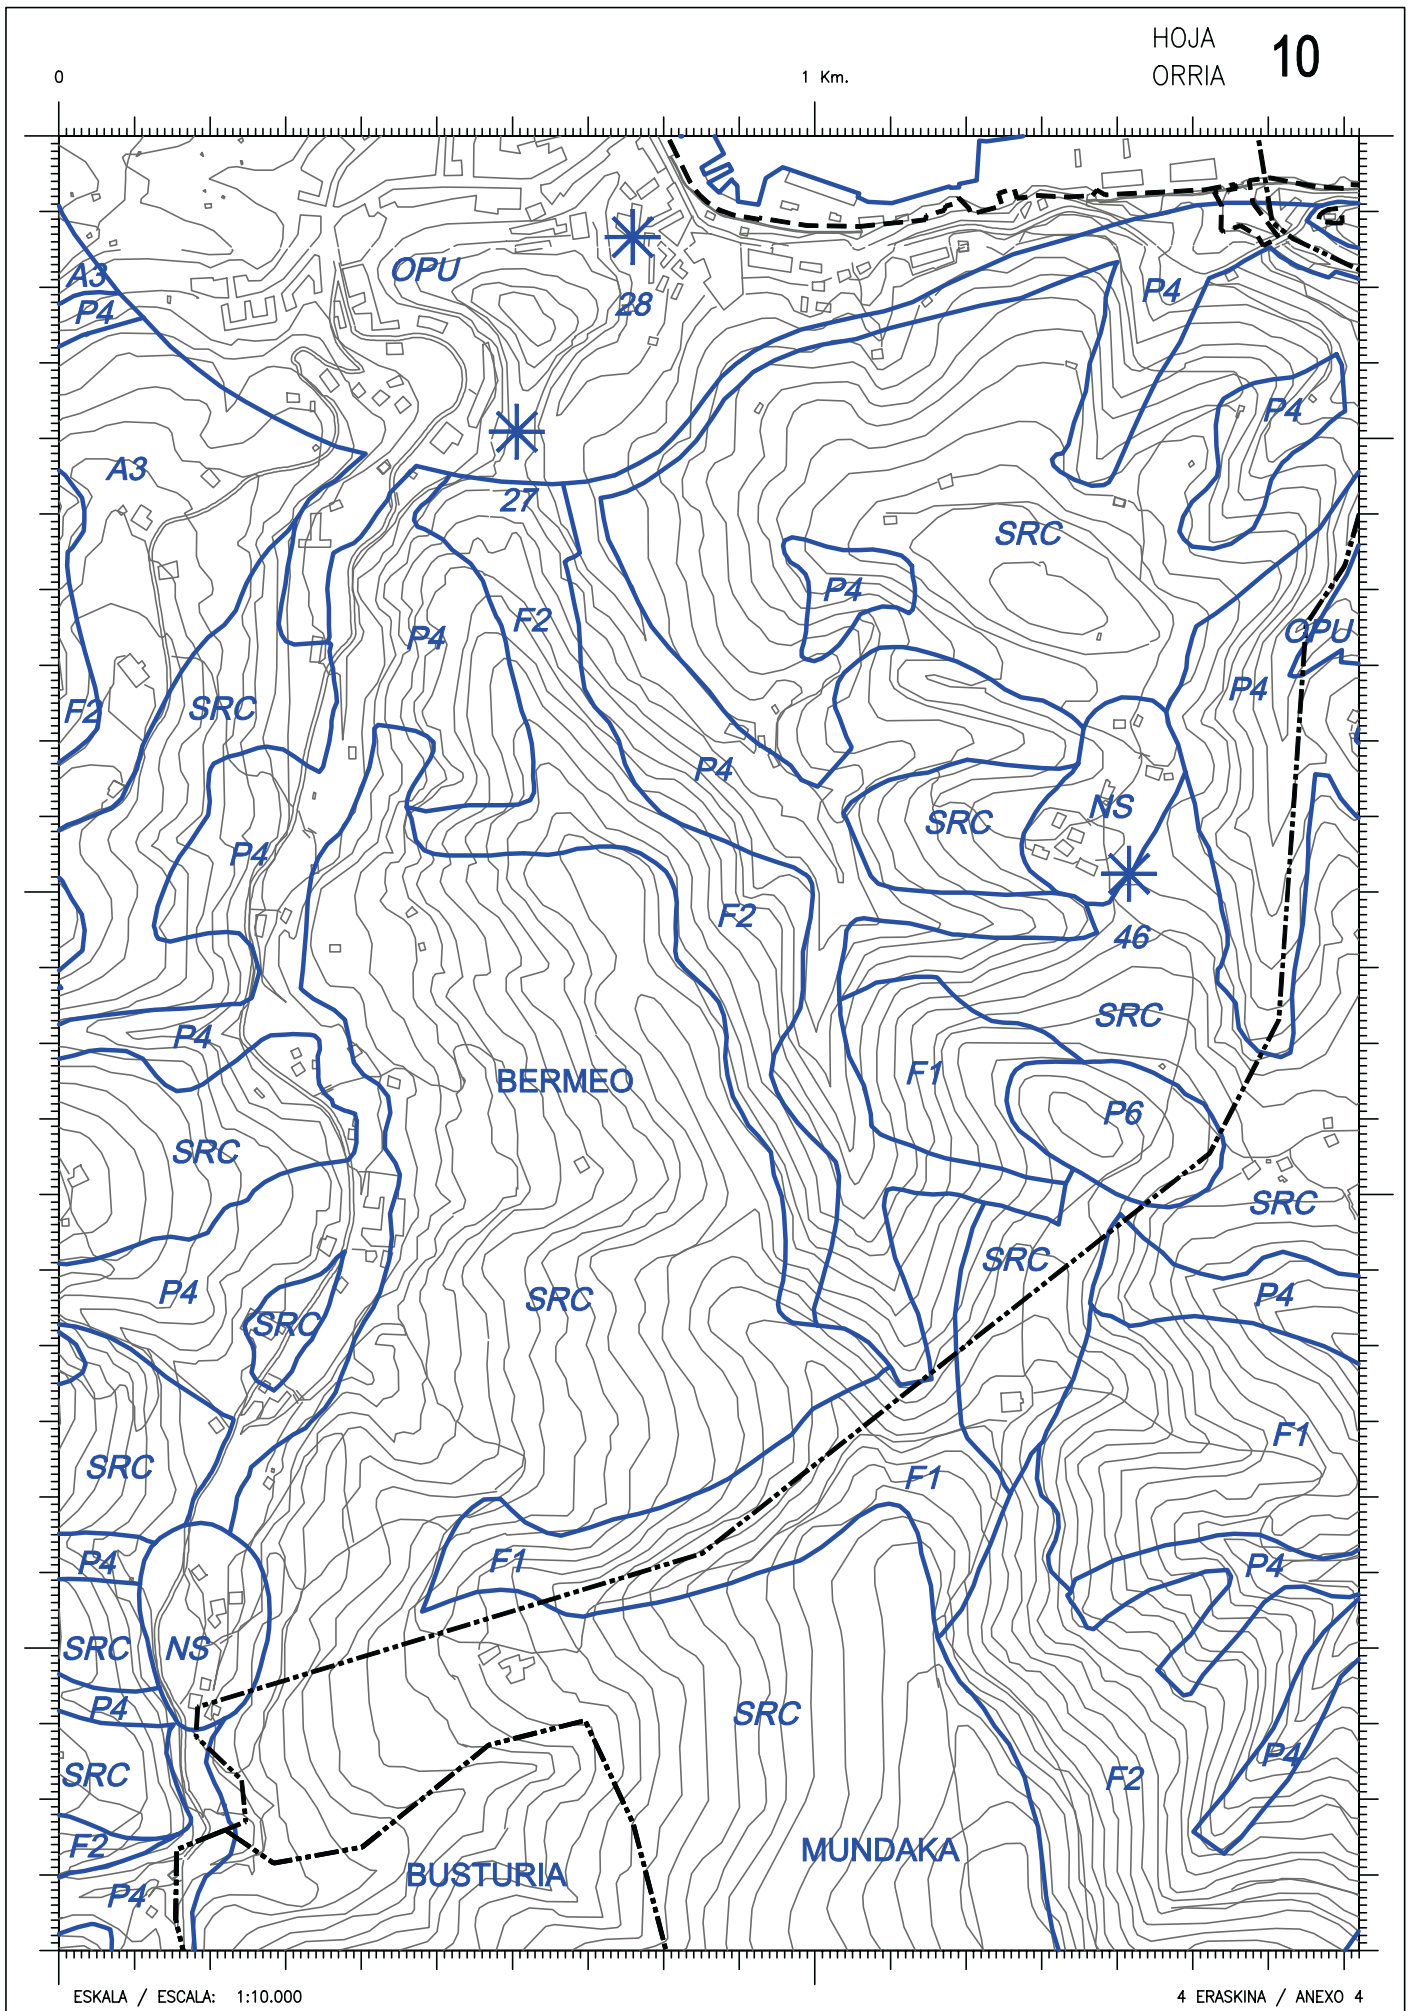 HOJA
ORRIA
10
0
1 Km.
A3
P4
OPU
28
P4
P4
A3
27
SRC
P4
F2
P4
OPU
P4
F2
SRC
P4
NS
SRC
P4
F2
46
SRC
P4
F1
BERMEO
P6
SRC
SRC
SRC
P4
SRC
SRC
P4
F1
SRC
F1
P4
F1
P4
SRC
NS
P4
SRC
P4
SRC
F2
F2
MUNDAKA
BUSTURIA
P4
ESKALA / ESCALA: 1:10.000
4 ERASKINA / ANEXO 4